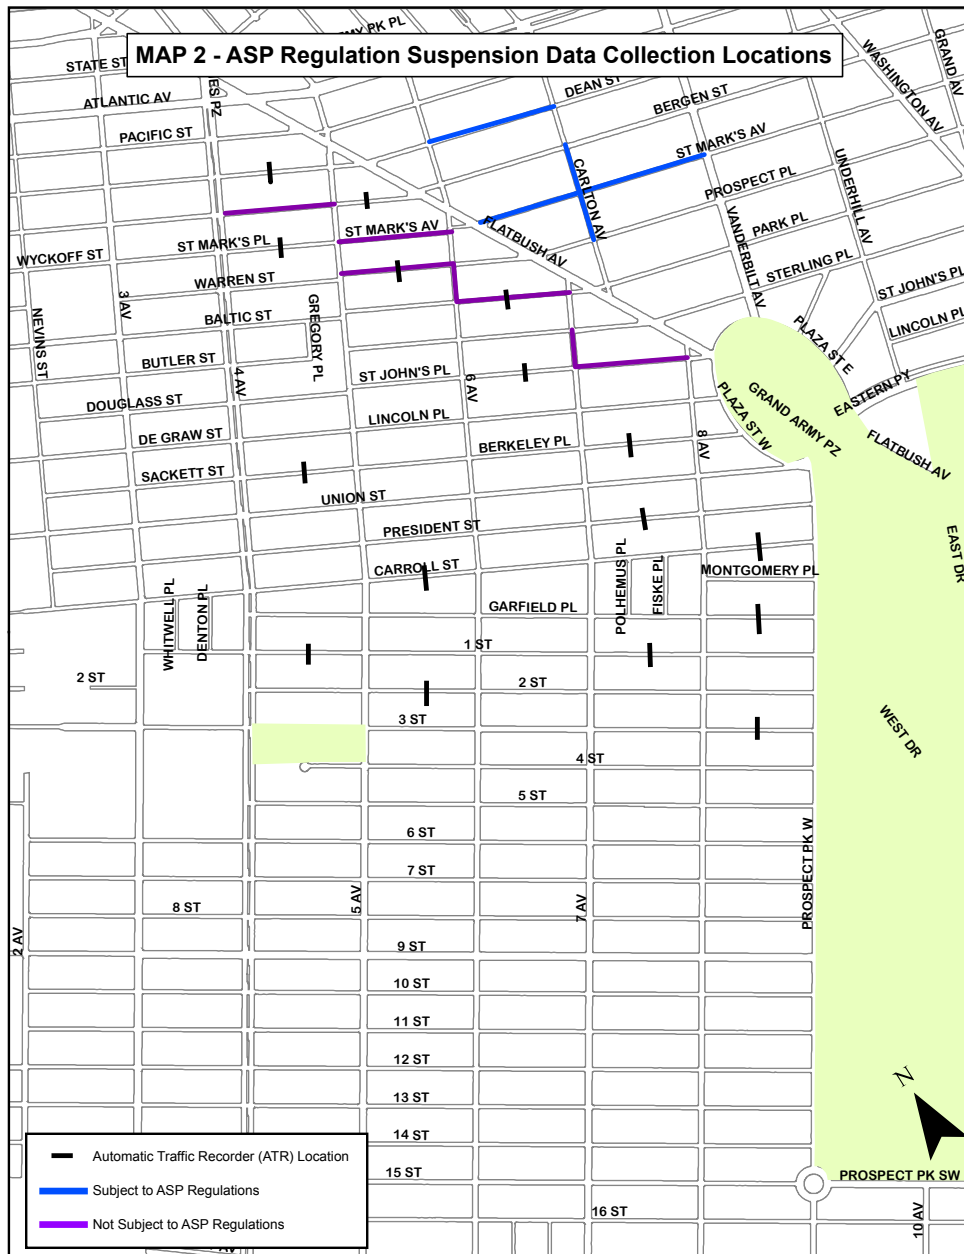 MY PK PL
MAP 2 - ASP Regulation Suspension Data Collection Locations
STATE ST
ES PZ
DEAN ST
WASHINGTON AV
GRAND AV
ATLANTIC AV
BERGEN ST
PACIFIC ST
ST MARK'S AV
CARLTON AV
PROSPECT PL
UNDERHILL AV
VANDERBILT AV
PARK PL
WYCKOFF ST
ST MARK'S PL
ST MARK'S AV
FLATBUSH AV
STERLING PL
WARREN ST
ST JOHN'S PL
3 AV
NEVINS ST
BALTIC ST
GREGORY PL
LINCOLN PL
PLAZA ST E
BUTLER ST
4 AV
ST JOHN'S PL
6 AV
EASTERN PY
DOUGLASS ST
PLAZA ST W
GRAND ARMY PZ
LINCOLN PL
DE GRAW ST
BERKELEY PL
8 AV
FLATBUSH AV
SACKETT ST
UNION ST
PRESIDENT ST
EAST DR
CARROLL ST
MONTGOMERY PL
WHITWELL PL
DENTON PL
POLHEMUS PL
FISKE PL
GARFIELD PL
1 ST
2 ST
2 ST
3 ST
WEST DR
4 ST
5 ST
6 ST
PROSPECT PK W
7 ST
5 AV
7 AV
8 ST
2 AV
9 ST
10 ST
11 ST
12 ST
N
13 ST
14 ST
Automatic Traffic Recorder (ATR) Location
15 ST
PROSPECT PK SW
Subject to ASP Regulations
16 ST
10 AV
Not Subject to ASP Regulations